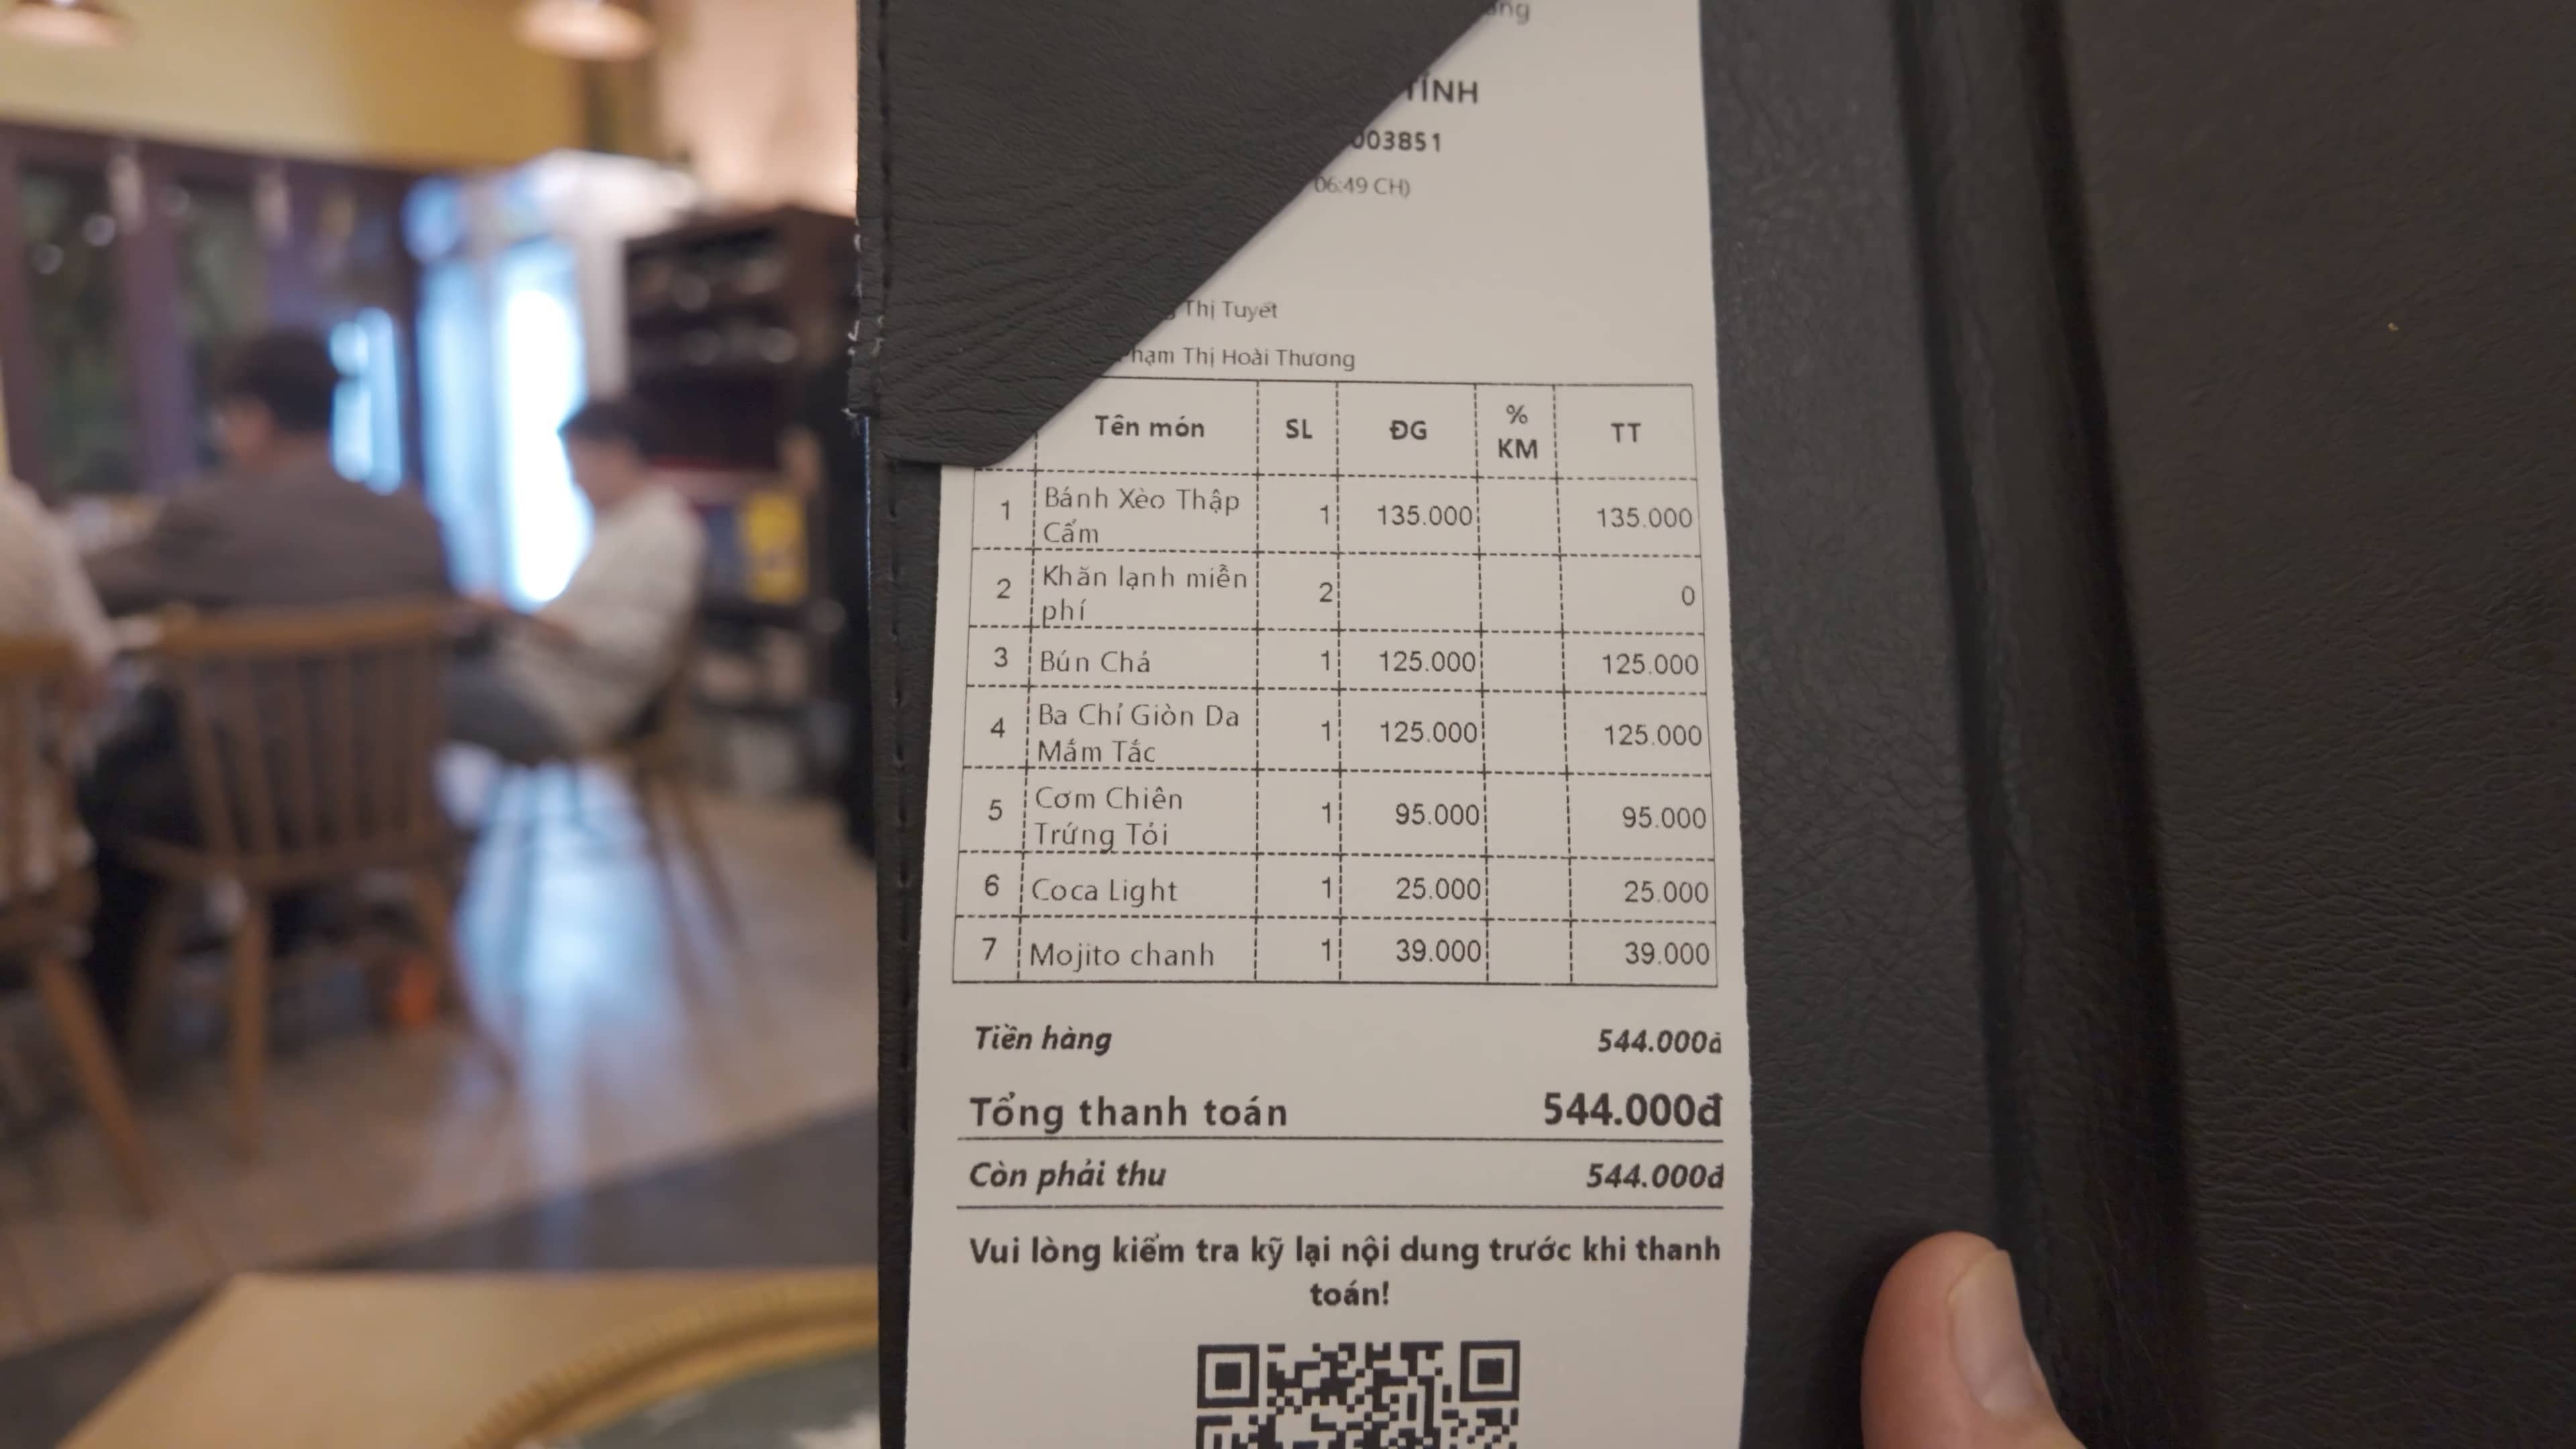 TÍNH
003851
06:49 CH)
Thị Tuyết
Phạm Thị Hoài Thương
Tên món SL ĐG % KM TT
1 Bánh Xèo Thập Cẩm 1 135.000 135.000
2 Khăn lạnh miễn phí 2 0
3 Bún Chả 1 125.000 125.000
4 Ba Chỉ Giòn Da Mắm Tắc 1 125.000 125.000
5 Cơm Chiên Trứng Tỏi 1 95.000 95.000
6 Coca Light 1 25.000 25.000
7 Mojito chanh 1 39.000 39.000
Tiền hàng 544.000đ
Tổng thanh toán 544.000đ
Còn phải thu 544.000đ
Vui lòng kiểm tra kỹ lại nội dung trước khi thanh
toán!